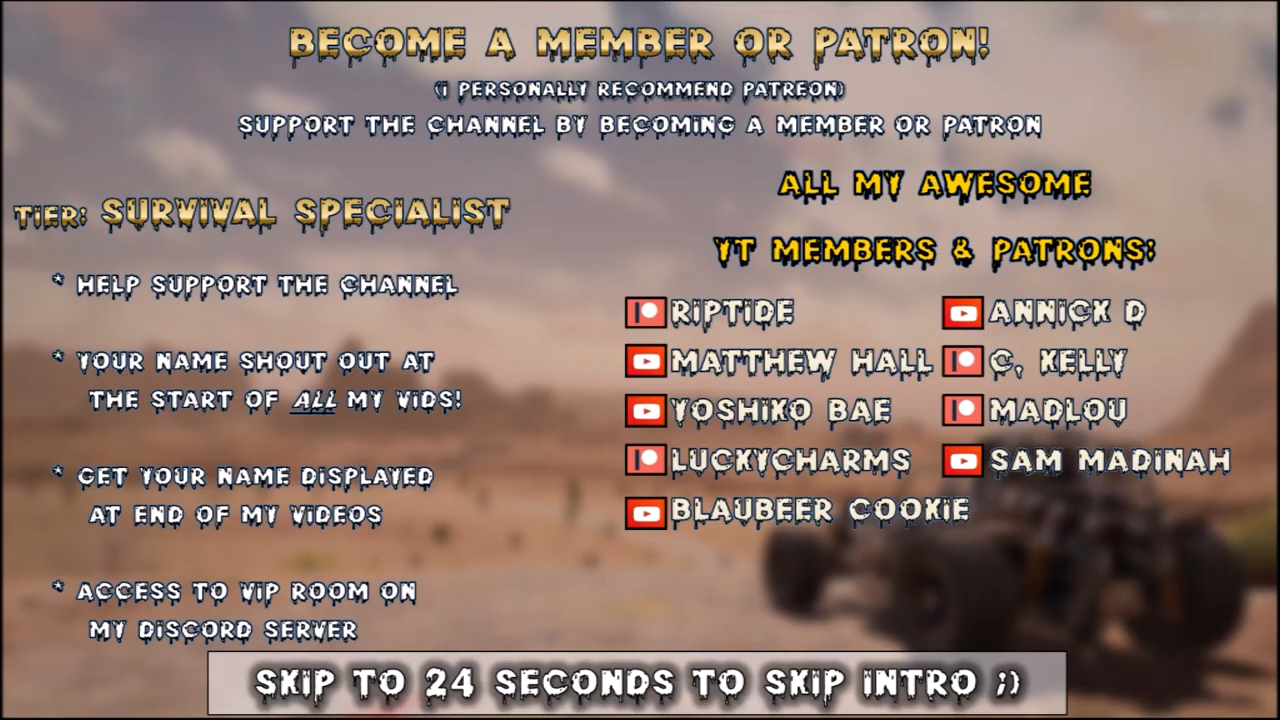 BECOME A MEMBER OR PATRON!
(I PERSONALLY RECOMMEND PATREON)
SUPPORT THE CHANNEL BY BECOMING A MEMBER OR PATRON
TIER: SURVIVAL SPECIALIST
* HELP SUPPORT THE CHANNEL
* YOUR NAME SHOUT OUT AT
THE START OF ALL MY VIDS!
* GET YOUR NAME DISPLAYED
AT END OF MY VIDEOS
* ACCESS TO VIP ROOM ON
MY DISCORD SERVER
ALL MY AWESOME
YT MEMBERS & PATRONS:
RIPTIDE
ANNICK D
MATTHEW HALL
C. KELLY
YOSHIKO BAE
MADLOU
LUCKYCHARMS
SAM MADINAH
BLAUBEER COOKIE
SKIP TO 24 SECONDS TO SKIP INTRO ;)